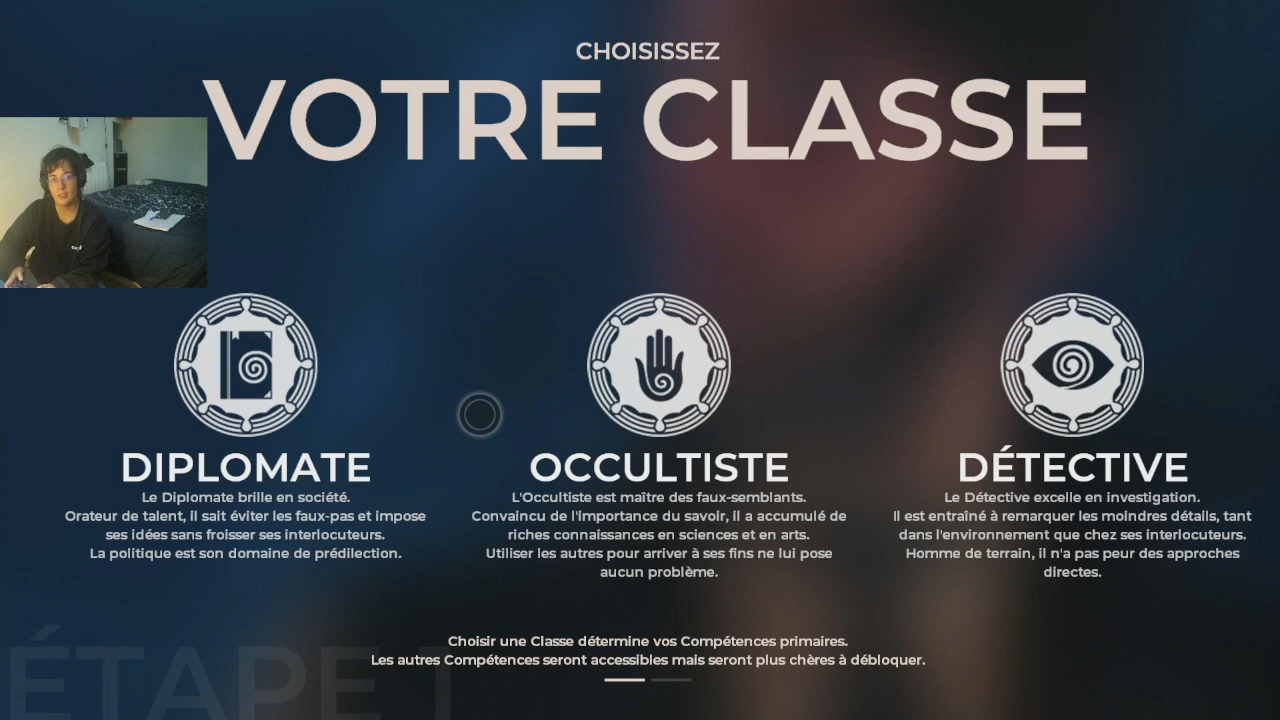 CHOISISSEZ
VOTRE CLASSE
DIPLOMATE
Le Diplomate brille en société.
Orateur de talent, il sait éviter les faux-pas et impose
ses idées sans froisser ses interlocuteurs.
La politique est son domaine de prédilection.
OCCULTISTE
L'Occultiste est maître des faux-semblants.
Convaincu de l'importance du savoir, il a accumulé de
riches connaissances en sciences et en arts.
Utiliser les autres pour arriver à ses fins ne lui pose
aucun problème.
DÉTECTIVE
Le Détective excelle en investigation.
Il est entraîné à remarquer les moindres détails, tant
dans l'environnement que chez ses interlocuteurs.
Homme de terrain, il n'a pas peur des approches
directes.
Choisir une Classe détermine vos Compétences primaires.
Les autres Compétences seront accessibles mais seront plus chères à débloquer.
ÉTAPE 1